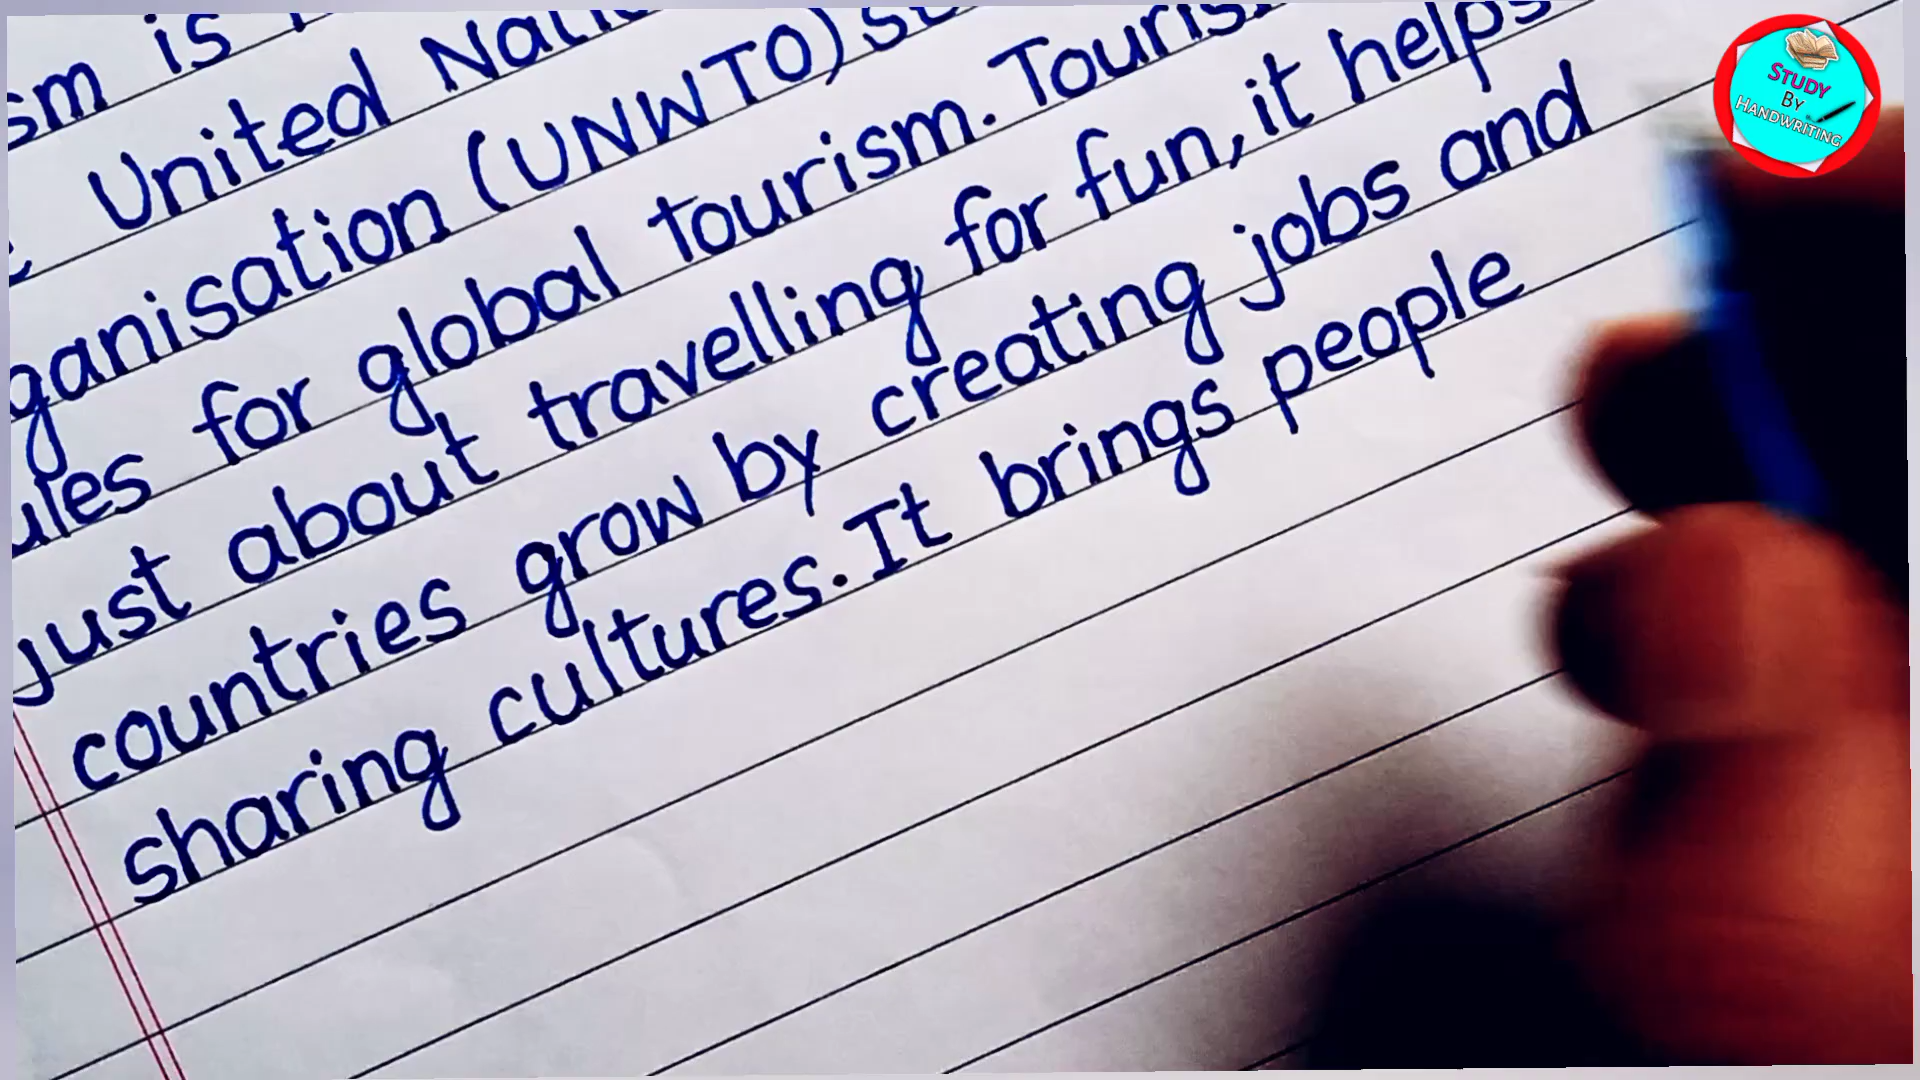 sm is
United Nati
ganisation (UNWTO) s
ules for global tourism. Touris
just about travelling for fun, it helps
countries grow by creating jobs and
sharing cultures. It brings people
STUDY
By
HANDWRITING